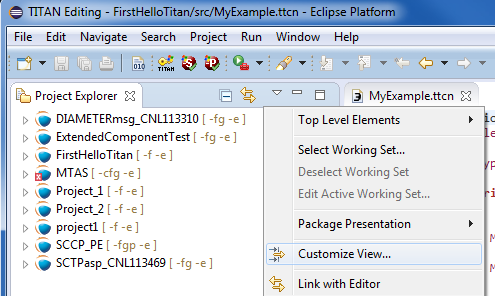 TITAN Editing - FirstHelloTitan/src/MyExample.ttcn - Eclipse Platform
File Edit Navigate Search Project Run Window Help
010
TITAN
Project Explorer
MyExample.ttcn
DIAMETERmsg_CNL113310 [ -fg -e ]
ExtendedComponentTest [ -fg -e ]
FirstHelloTitan [ -f -e ]
MTAS [ -cfg -e ]
Project_1 [ -f -e ]
Project_2 [ -f -e ]
project1 [ -f -e ]
SCCP_PE [ -fgp -e ]
SCTPasp_CNL113469 [ -fg -e ]
Top Level Elements
Select Working Set...
Deselect Working Set
Edit Active Working Set...
Package Presentation
Customize View...
Link with Editor